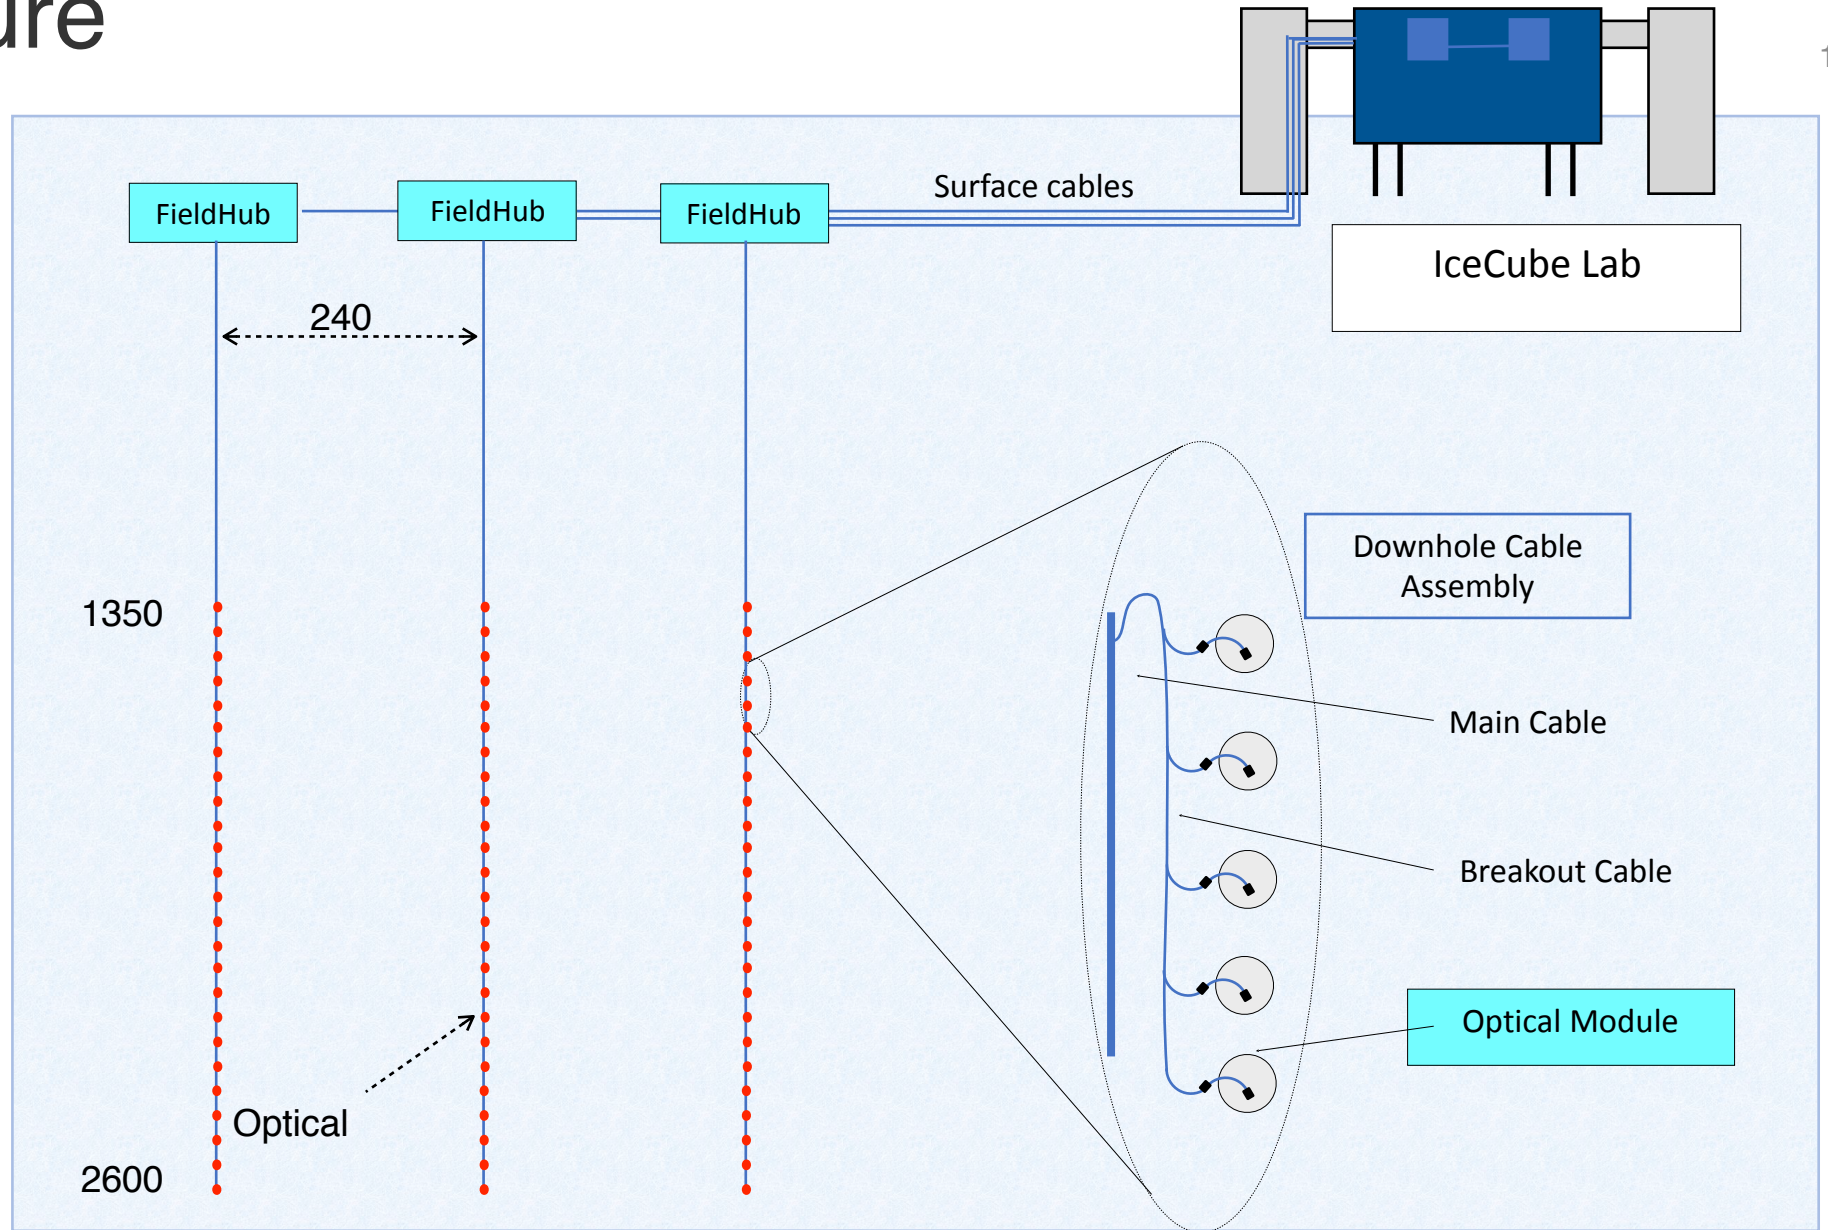 ure
1
FieldHub
FieldHub
FieldHub
Surface cables
IceCube Lab
240
Downhole Cable
Assembly
1350
Main Cable
Breakout Cable
Optical Module
Optical
2600